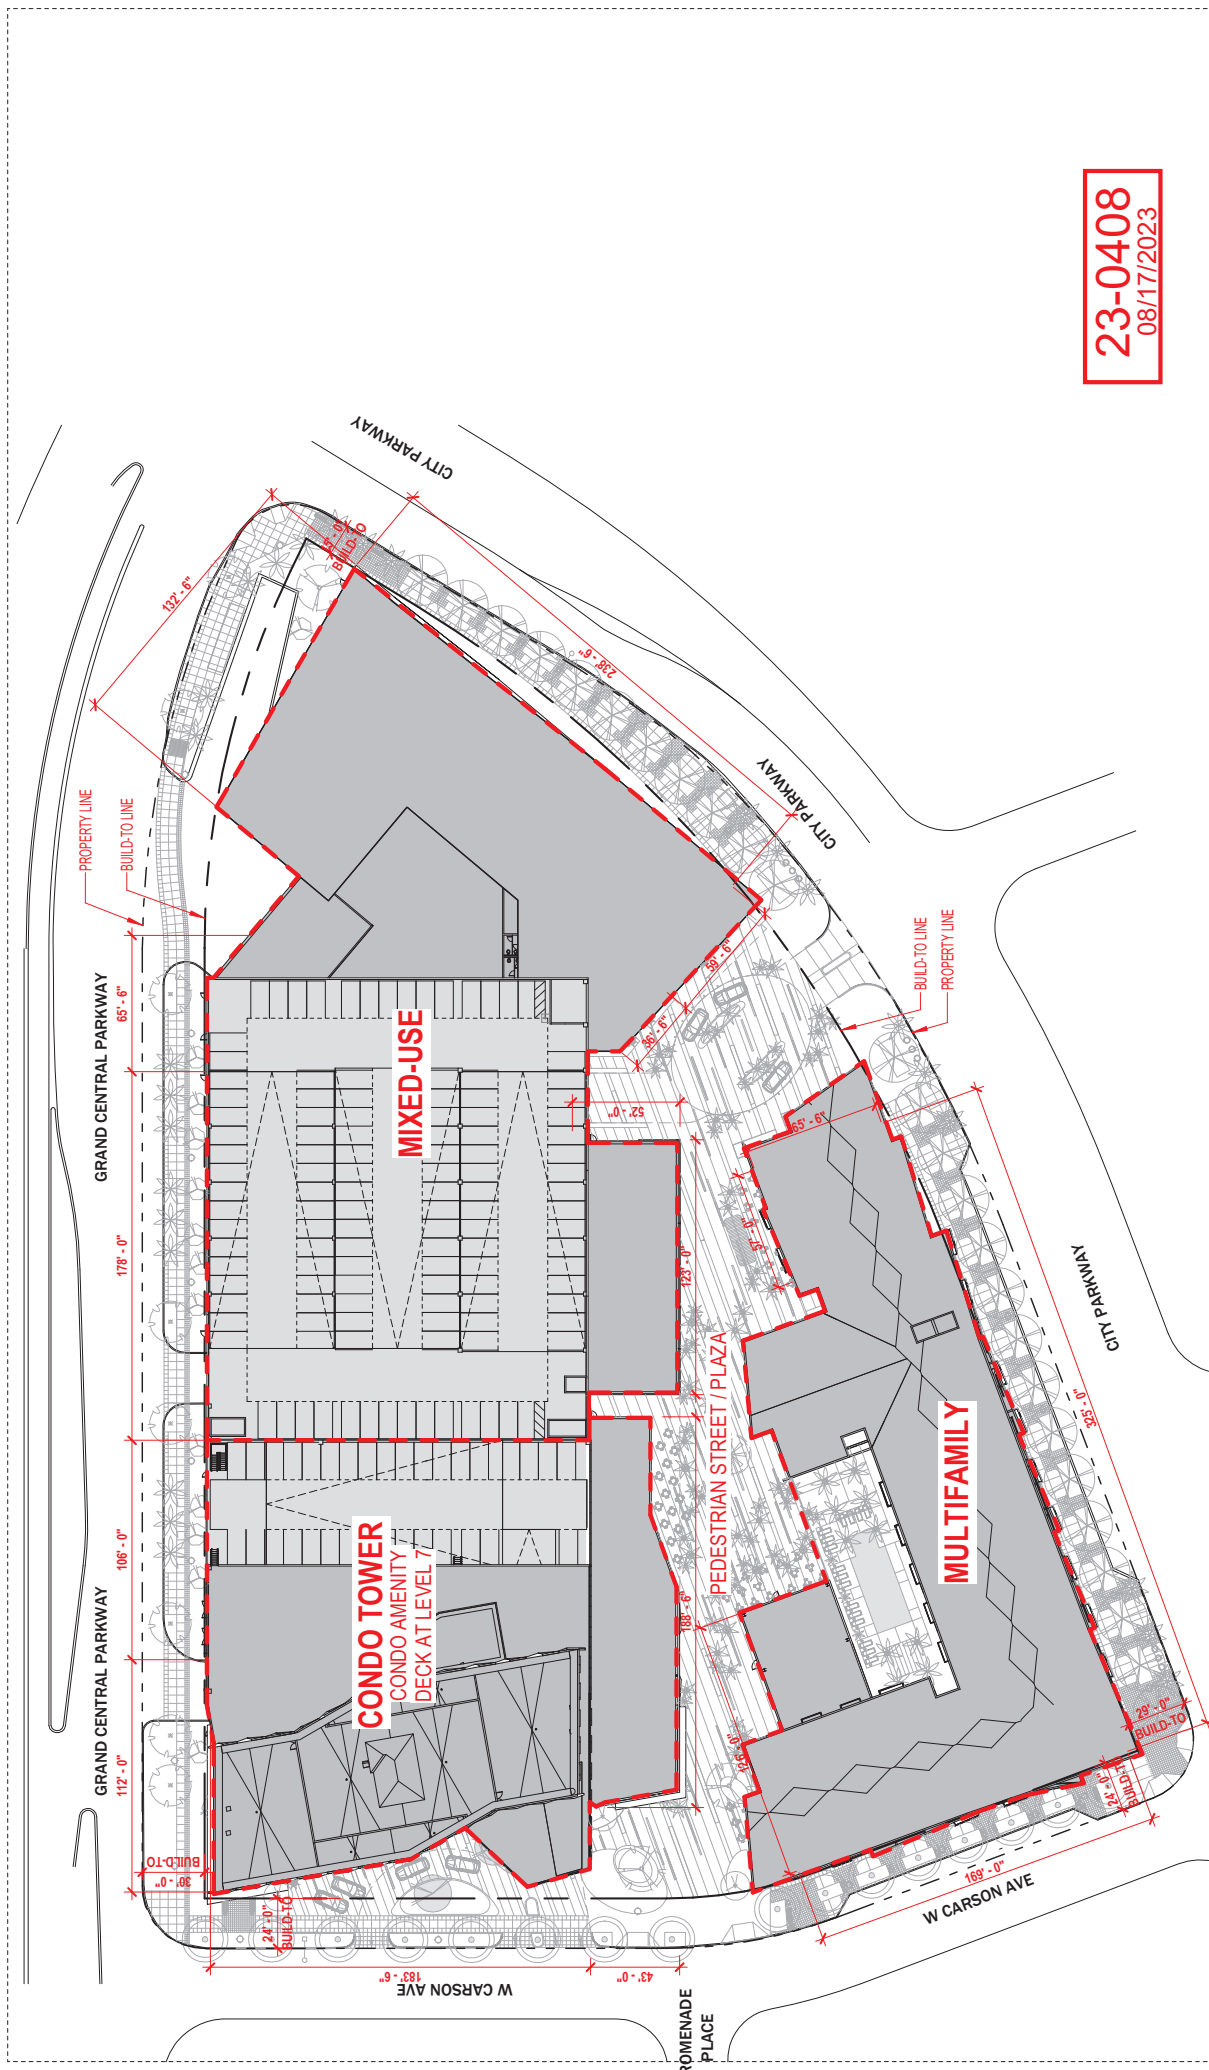 23-0408
08/17/2023
CITY PARKWAY
132' - 6"
BUILD-TO
238' - 6"
PROPERTY LINE
BUILD-TO LINE
CITY PARKWAY
GRAND CENTRAL PARKWAY
65' - 6"
59' - 6"
36' - 6"
BUILD-TO LINE
PROPERTY LINE
MIXED-USE
52' - 0"
65' - 6"
178' - 0"
57' - 0"
123' - 0"
CITY PARKWAY
PEDESTRIAN STREET / PLAZA
325' - 0"
MULTIFAMILY
106' - 0"
CONDO TOWER
CONDO AMENITY
DECK AT LEVEL 7
188' - 6"
GRAND CENTRAL PARKWAY
112' - 0"
126' - 0"
29' - 0"
BUILD-TO
24' - 0"
BUILD-TO
30' - 0"
BUILD-TO
169' - 0"
W CARSON AVE
24' - 0"
BUILD-TO
183' - 6"
43' - 0"
W CARSON AVE
ROMENADE
PLACE